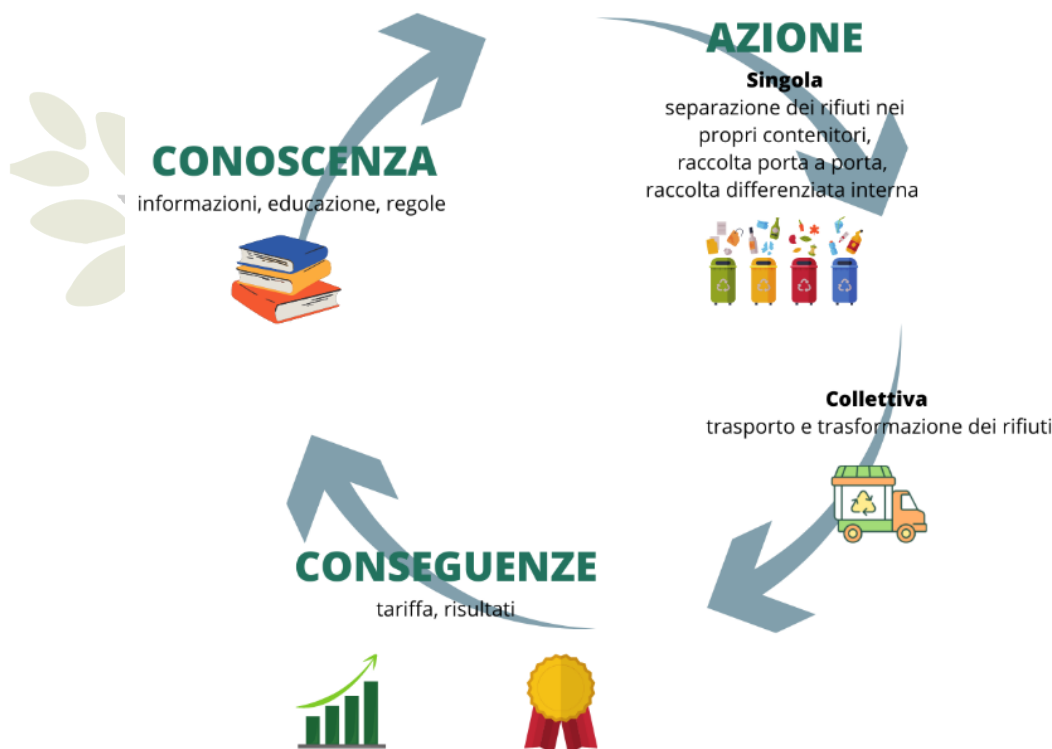 CONOSCENZA
informazioni, educazione, regole
AZIONE
Singola
separazione dei rifiuti nei
propri contenitori,
raccolta porta a porta,
raccolta differenziata interna
Collettiva
trasporto e trasformazione dei rifiuti
CONSEGUENZE
tariffa, risultati